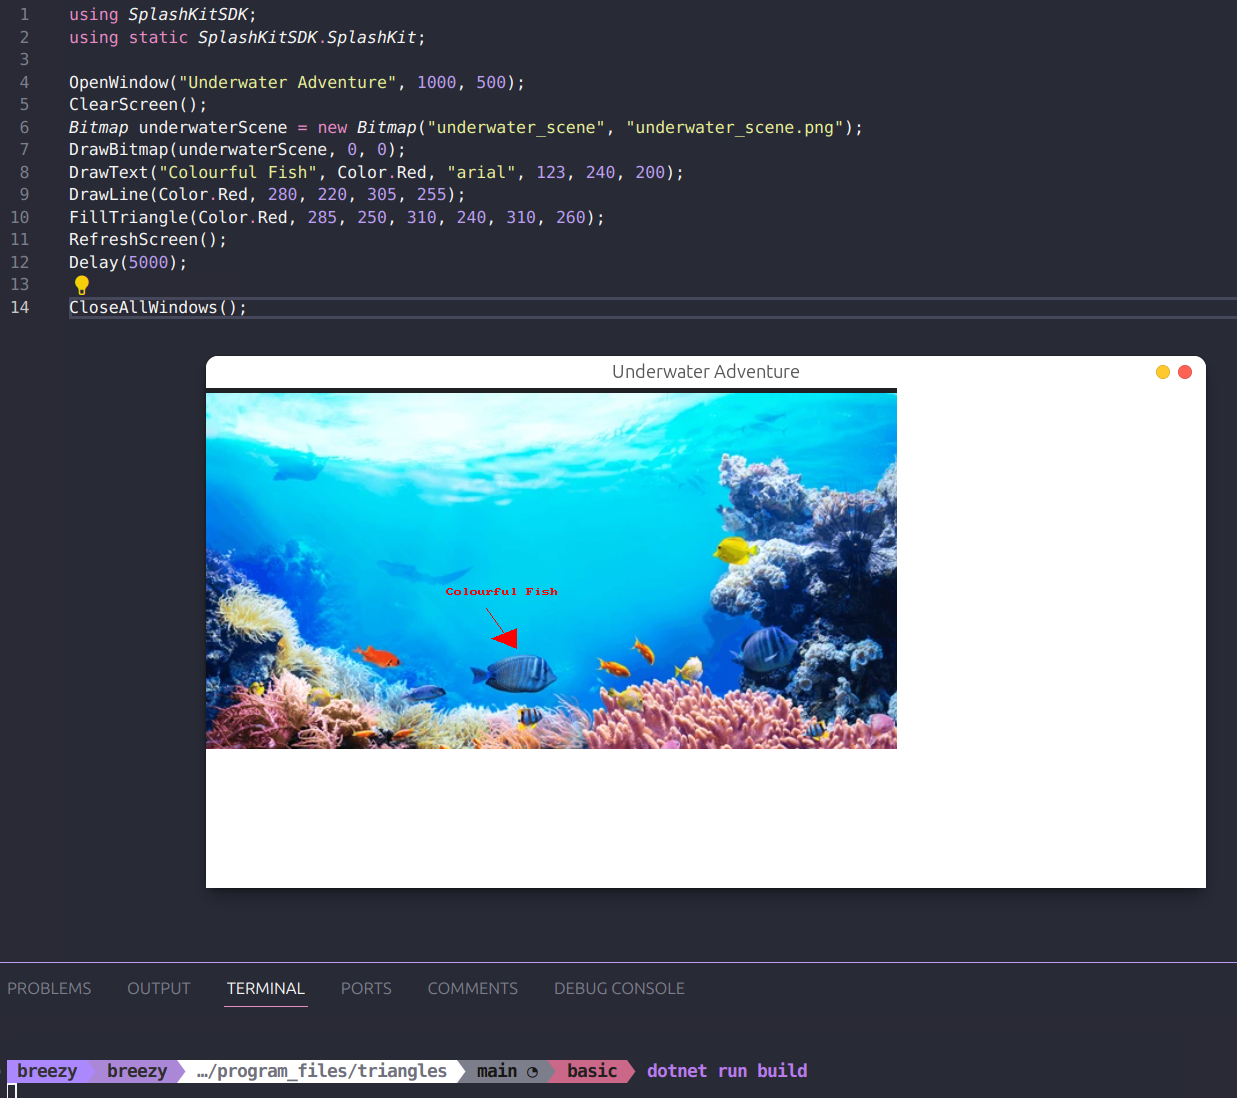 1 using SplashKitSDK;
2 using static SplashKitSDK.SplashKit;
3
4 OpenWindow("Underwater Adventure", 1000, 500);
5 ClearScreen();
6 Bitmap underwaterScene = new Bitmap("underwater_scene", "underwater_scene.png");
7 DrawBitmap(underwaterScene, 0, 0);
8 DrawText("Colourful Fish", Color.Red, "arial", 123, 240, 200);
9 DrawLine(Color.Red, 280, 220, 305, 255);
10 FillTriangle(Color.Red, 285, 250, 310, 240, 310, 260);
11 RefreshScreen();
12 Delay(5000);
13
14 CloseAllWindows();
Underwater Adventure
Colourful Fish
PROBLEMS OUTPUT TERMINAL PORTS COMMENTS DEBUG CONSOLE
breezy breezy …/program_files/triangles main basic dotnet run build